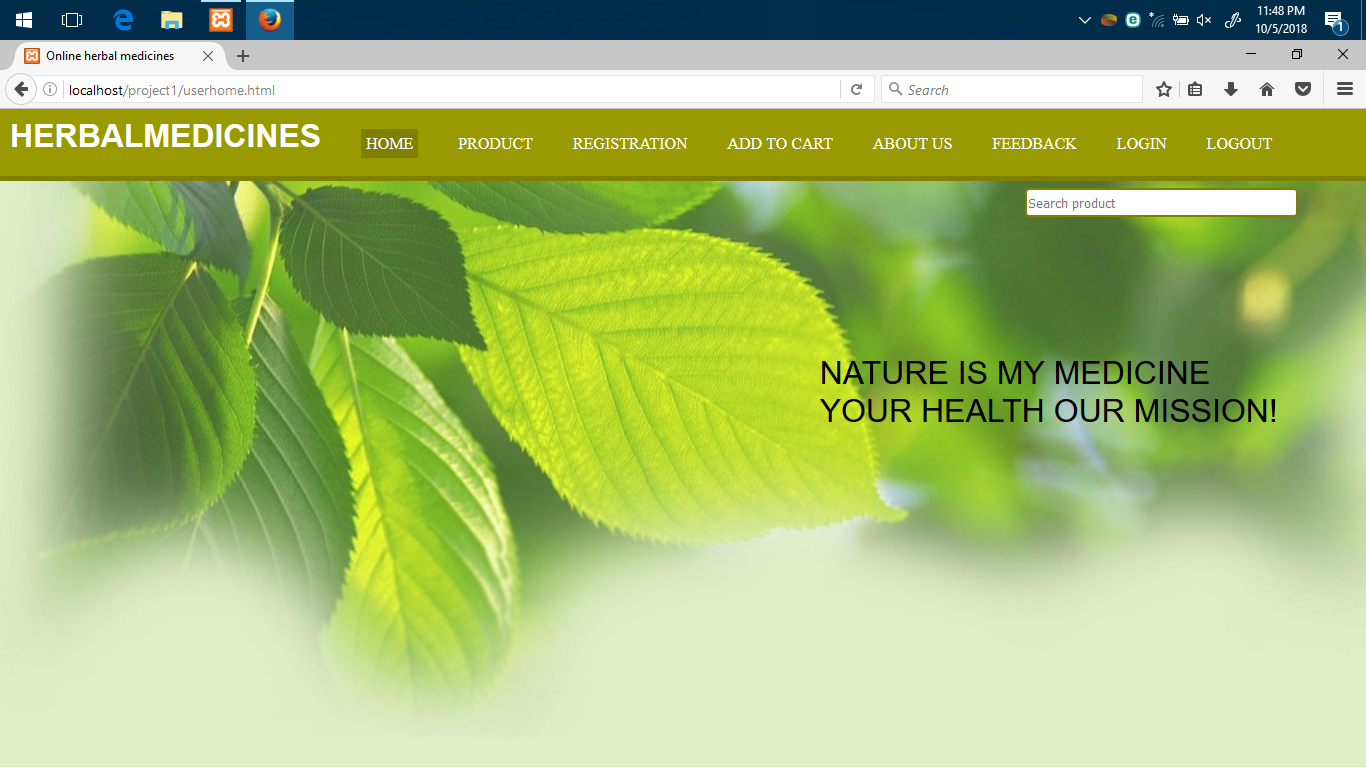 11:48 PM
10/5/2018
1
Online herbal medicines
localhost/project1/userhome.html
Search
HERBALMEDICINES
HOME PRODUCT REGISTRATION ADD TO CART ABOUT US FEEDBACK LOGIN LOGOUT
Search product
NATURE IS MY MEDICINE
YOUR HEALTH OUR MISSION!